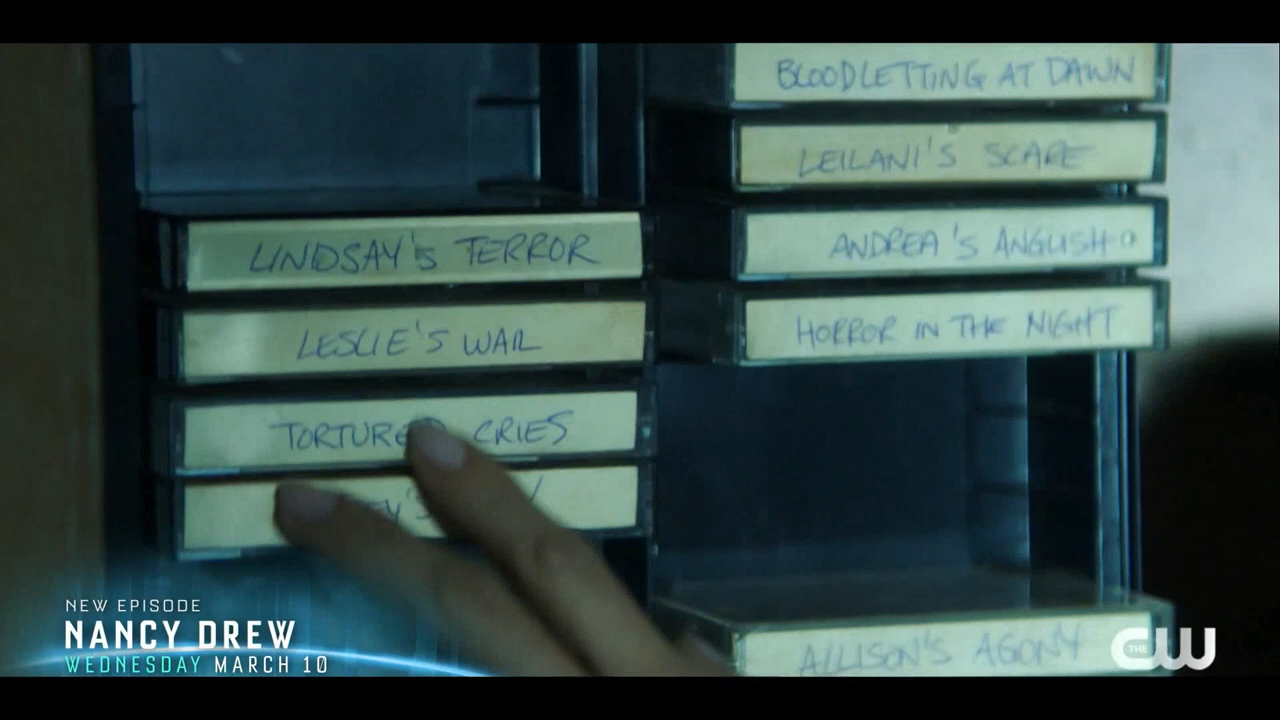 BLOODLETTING AT DAWN
LEILANI'S SCARE
ANDREA'S ANGUISH
HORROR IN THE NIGHT
ALLISON'S AGONY
LINDSAY'S TERROR
LESLIE'S WAIL
TORTURED CRIES
NEW EPISODE
NANCY DREW
WEDNESDAY MARCH 10
THE CW